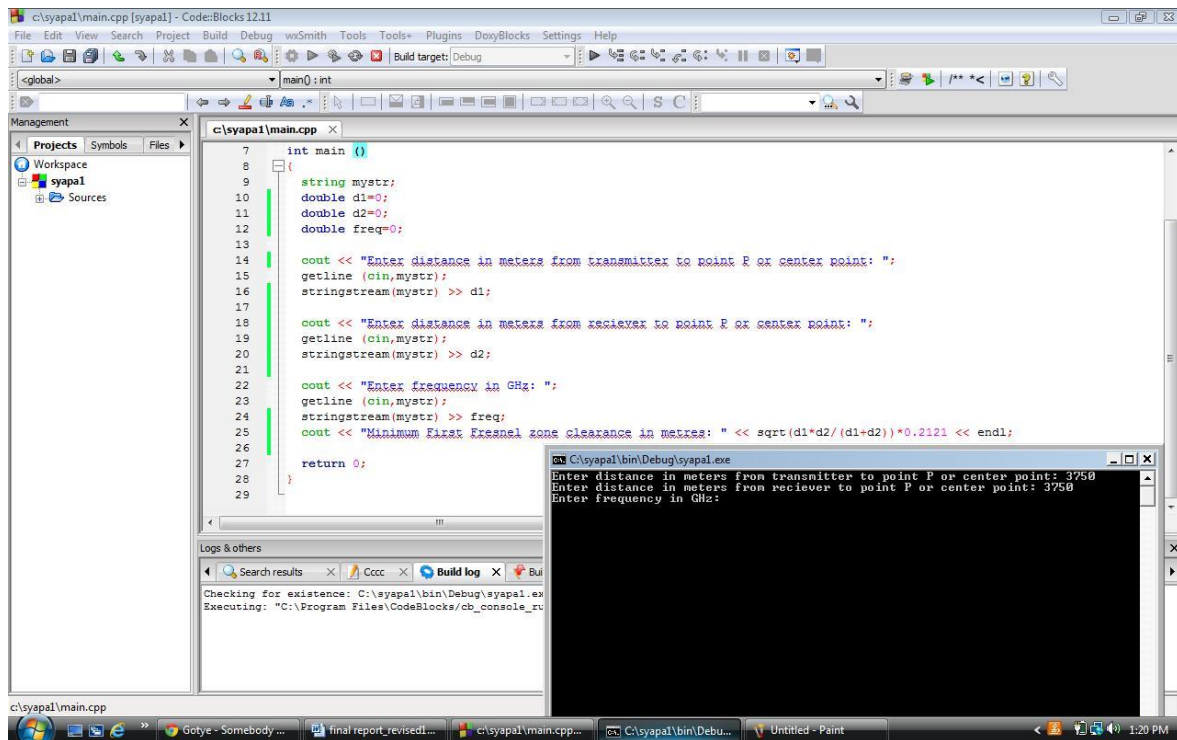 c:\syapa1\main.cpp [syapa1] - Code::Blocks 12.11
File Edit View Search Project Build Debug wxSmith Tools Tools+ Plugins DoxyBlocks Settings Help
Build target: Debug
<global> main() : int /** *<
S C
Management
c:\syapa1\main.cpp
Projects Symbols Files
Workspace
syapa1
Sources
7 int main ()
8 {
9 string mystr;
10 double d1=0;
11 double d2=0;
12 double freq=0;
13
14 cout << "Enter distance in meters from transmitter to point P or center point: ";
15 getline (cin,mystr);
16 stringstream(mystr) >> d1;
17
18 cout << "Enter distance in meters from reciever to point P or center point: ";
19 getline (cin,mystr);
20 stringstream(mystr) >> d2;
21
22 cout << "Enter frequency in GHz: ";
23 getline (cin,mystr);
24 stringstream(mystr) >> freq;
25 cout << "Minimum First Fresnel zone clearance in metres: " << sqrt(d1*d2/(d1+d2))*0.2121 << endl;
26
27 return 0;
28 }
29
C:\syapa1\bin\Debug\syapa1.exe
Enter distance in meters from transmitter to point P or center point: 3750
Enter distance in meters from reciever to point P or center point: 3750
Enter frequency in GHz:
Logs & others
Search results Cccc Build log Bui
Checking for existence: C:\syapa1\bin\Debug\syapa1.ex
Executing: "C:\Program Files\CodeBlocks/cb_console_ru
c:\syapa1\main.cpp
Gotye - Somebody ... final report_revised1... c:\syapa1\main.cpp... C:\syapa1\bin\Debu... Untitled - Paint 1:20 PM